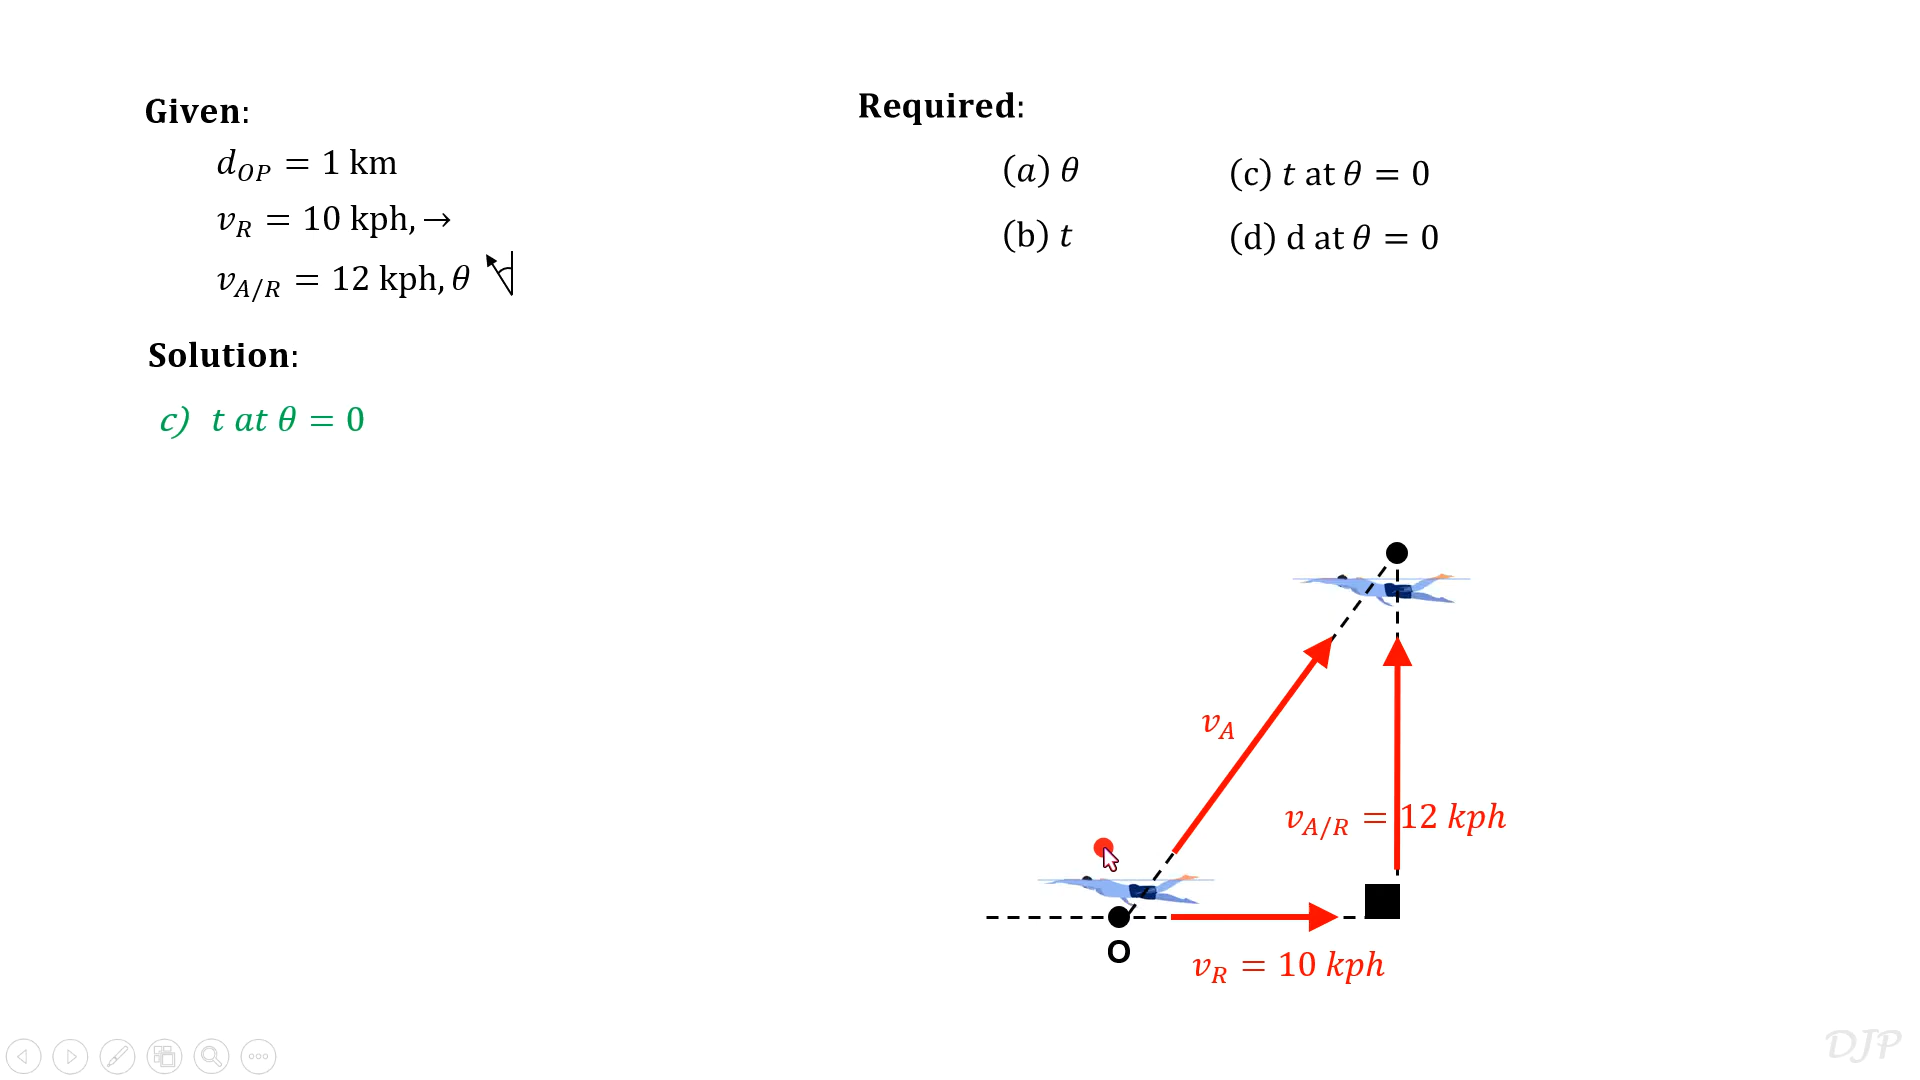 Given:
d_OP = 1 km
v_R = 10 kph, →
v_A/R = 12 kph, θ
Required:
(a) θ
(b) t
(c) t at θ = 0
(d) d at θ = 0
Solution:
c) t at θ = 0
v_A
v_A/R = 12 kph
O
v_R = 10 kph
DJP